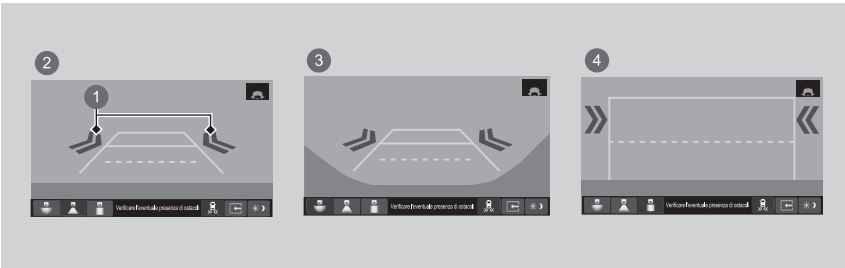 2
1
Verificare l'eventuale presenza di ostacoli
3
Verificare l'eventuale presenza di ostacoli
4
Verificare l'eventuale presenza di ostacoli